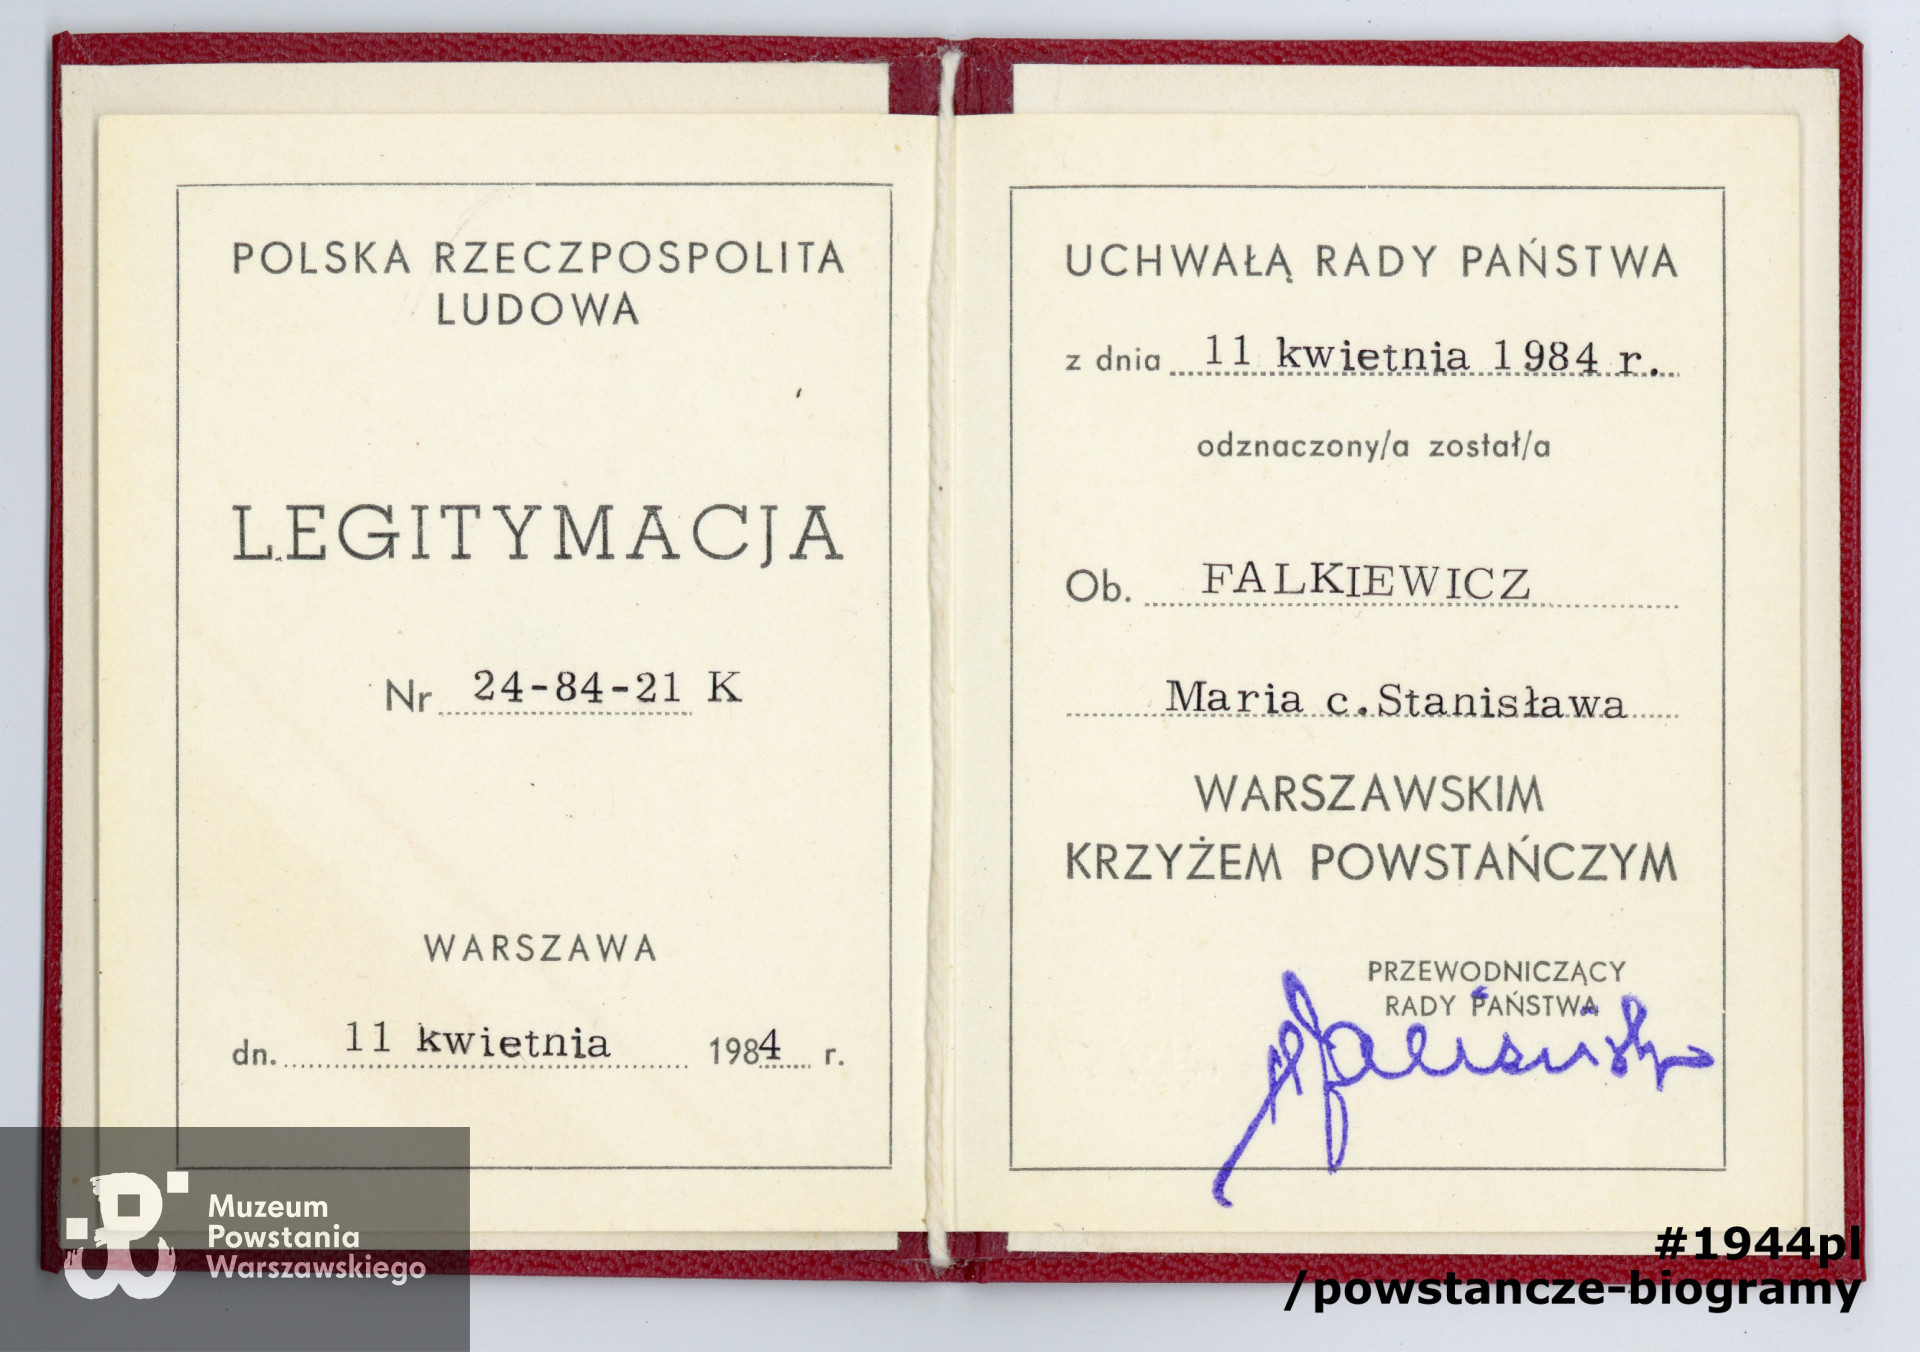 POLSKA RZECZPOSPOLITA
LUDOWA
LEGITYMACJA
Nr 24-84-21 K
WARSZAWA
dn. 11 kwietnia 1984 r.
UCHWAŁĄ RADY PAŃSTWA
z dnia 11 kwietnia 1984 r.
odznaczony/a został/a
Ob. FALKIEWICZ
Maria c.Stanisława
WARSZAWSKIM
KRZYŻEM POWSTAŃCZYM
PRZEWODNICZĄCY
RADY PAŃSTWA
Muzeum
Powstania
Warszawskiego
#1944pl
/powstancze-biogramy